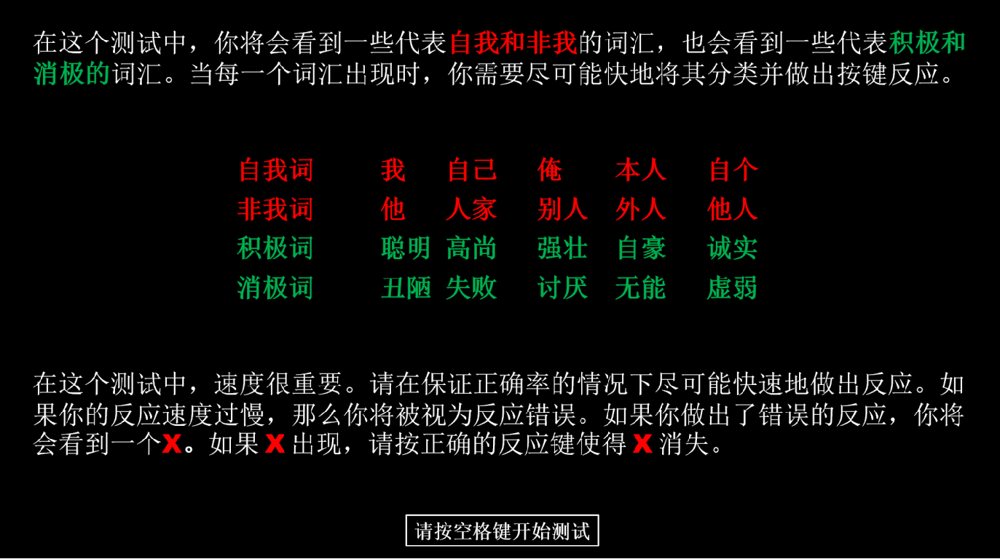 在这个测试中，你将会看到一些代表自我和非我的词汇，也会看到一些代表积极和
消极的词汇。当每一个词汇出现时，你需要尽可能快地将其分类并做出按键反应。
自我词 我 自己 俺 本人 自个
非我词 他 人家 别人 外人 他人
积极词 聪明 高尚 强壮 自豪 诚实
消极词 丑陋 失败 讨厌 无能 虚弱
在这个测试中，速度很重要。请在保证正确率的情况下尽可能快速地做出反应。如
果你的反应速度过慢，那么你将被视为反应错误。如果你做出了错误的反应，你将
会看到一个X。如果 X 出现，请按正确的反应键使得 X 消失。
请按空格键开始测试